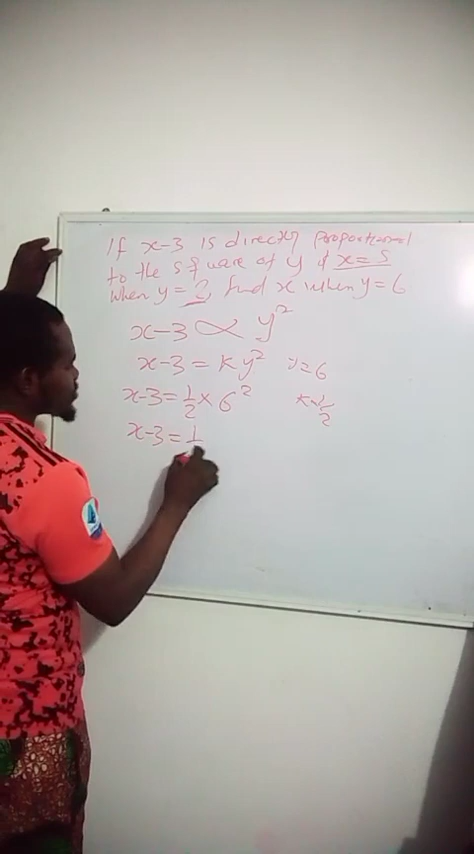 If x-3 is directly proportional
to the square of y & x=5
when y=2, find x when y=6
x-3 ∝ y²
x-3 = Ky² y=6
x-3 = 1/2 × 6² K=1/2
x-3 = 1